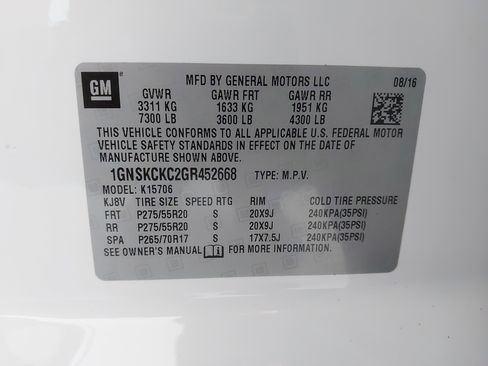 GM
MFD BY GENERAL MOTORS LLC 08/16
GVWR GAWR FRT GAWR RR
3311 KG 1633 KG 1951 KG
7300 LB 3600 LB 4300 LB
THIS VEHICLE CONFORMS TO ALL APPLICABLE U.S. FEDERAL MOTOR
VEHICLE SAFETY STANDARDS IN EFFECT ON THE DATE OF
MANUFACTURE SHOWN ABOVE.
1GNSKCKC2GR452668 TYPE: M.P.V.
MODEL: K15706
KJ8V TIRE SIZE SPEED RTG RIM COLD TIRE PRESSURE
FRT P275/55R20 S 20X9J 240KPA(35PSI)
RR P275/55R20 S 20X9J 240KPA(35PSI)
SPA P265/70R17 S 17X7.5J 240KPA(35PSI)
SEE OWNER'S MANUAL FOR MORE INFORMATION.